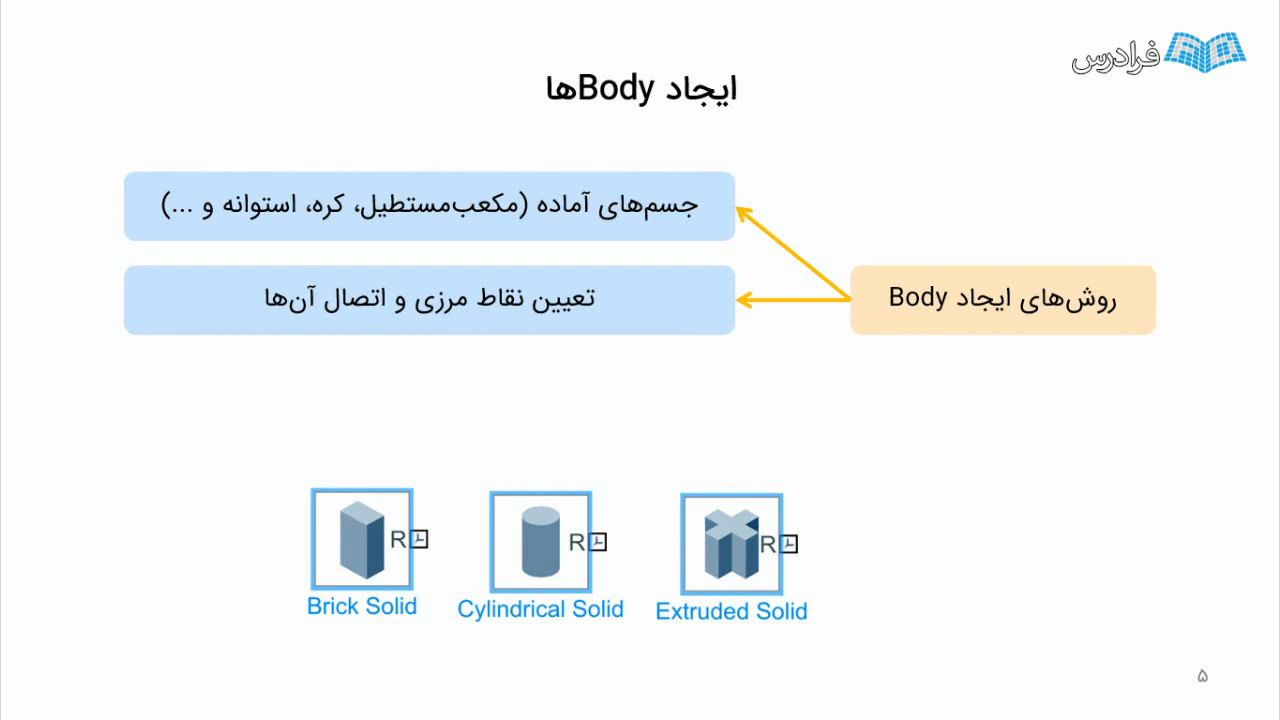 فرادرس
ایجاد Bodyها
جسم‌های آماده (مکعب‌مستطیل، کره، استوانه و ...)
روش‌های ایجاد Body
تعیین نقاط مرزی و اتصال آن‌ها
R R R
Brick Solid Cylindrical Solid Extruded Solid
۵